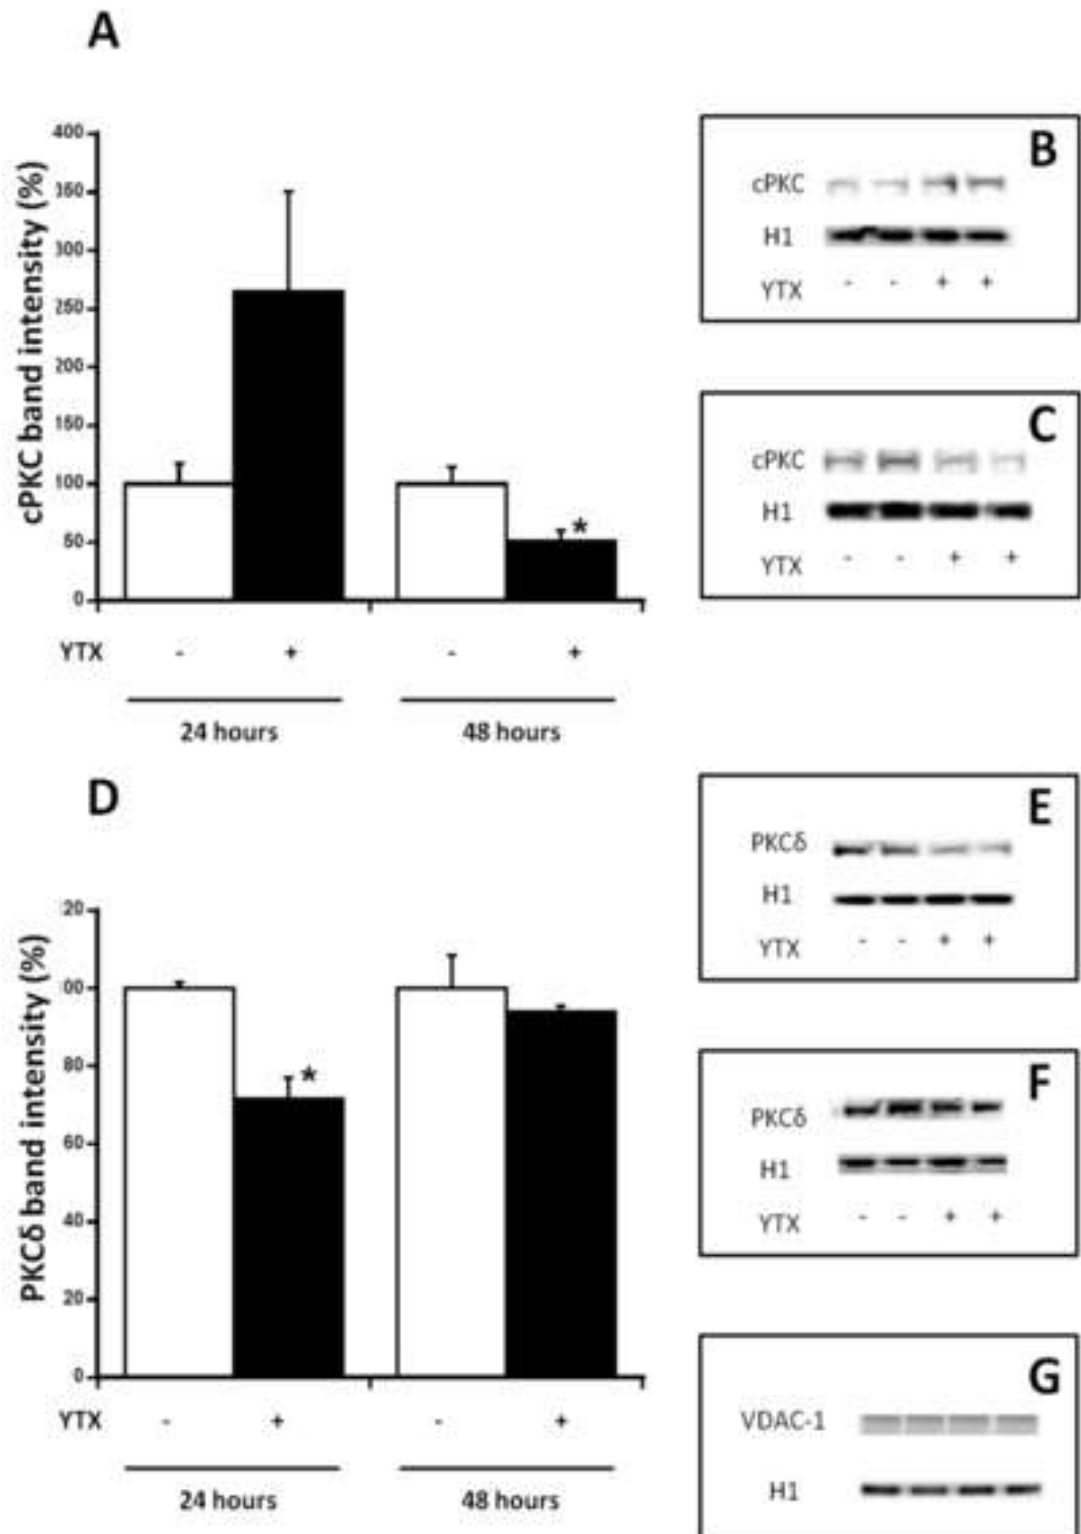 A
cPKC band intensity (%)
400
350
300
250
200
150
100
50
0
YTX - + - +
24 hours 48 hours
B
cPKC
H1
YTX - - + +
C
cPKC
H1
YTX - - + +
*
D
PKCδ band intensity (%)
20
00
80
60
40
20
0
*
YTX - + - +
24 hours 48 hours
E
PKCδ
H1
YTX - - + +
F
PKCδ
H1
YTX - - + +
G
VDAC-1
H1